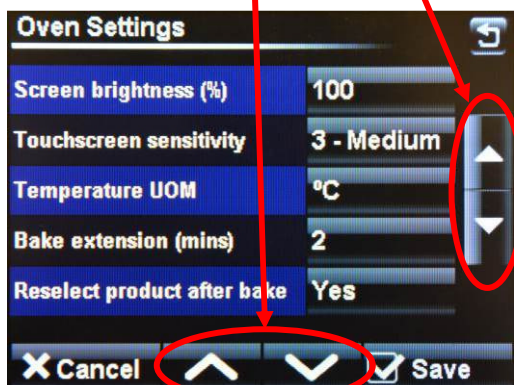 Oven Settings
Screen brightness (%) 100
Touchscreen sensitivity 3 - Medium
Temperature UOM ºC
Bake extension (mins) 2
Reselect product after bake Yes
Cancel Save